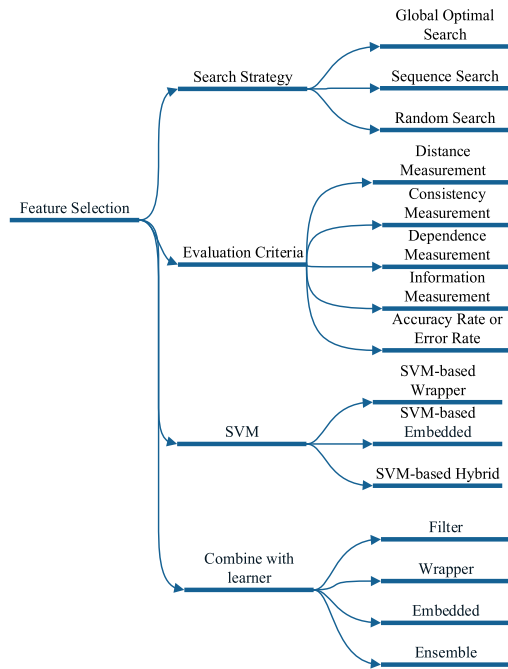 Feature Selection
Search Strategy
Global Optimal
Search
Sequence Search
Random Search
Evaluation Criteria
Distance
Measurement
Consistency
Measurement
Dependence
Measurement
Information
Measurement
Accuracy Rate or
Error Rate
SVM
SVM-based
Wrapper
SVM-based
Embedded
SVM-based Hybrid
Combine with
learner
Filter
Wrapper
Embedded
Ensemble